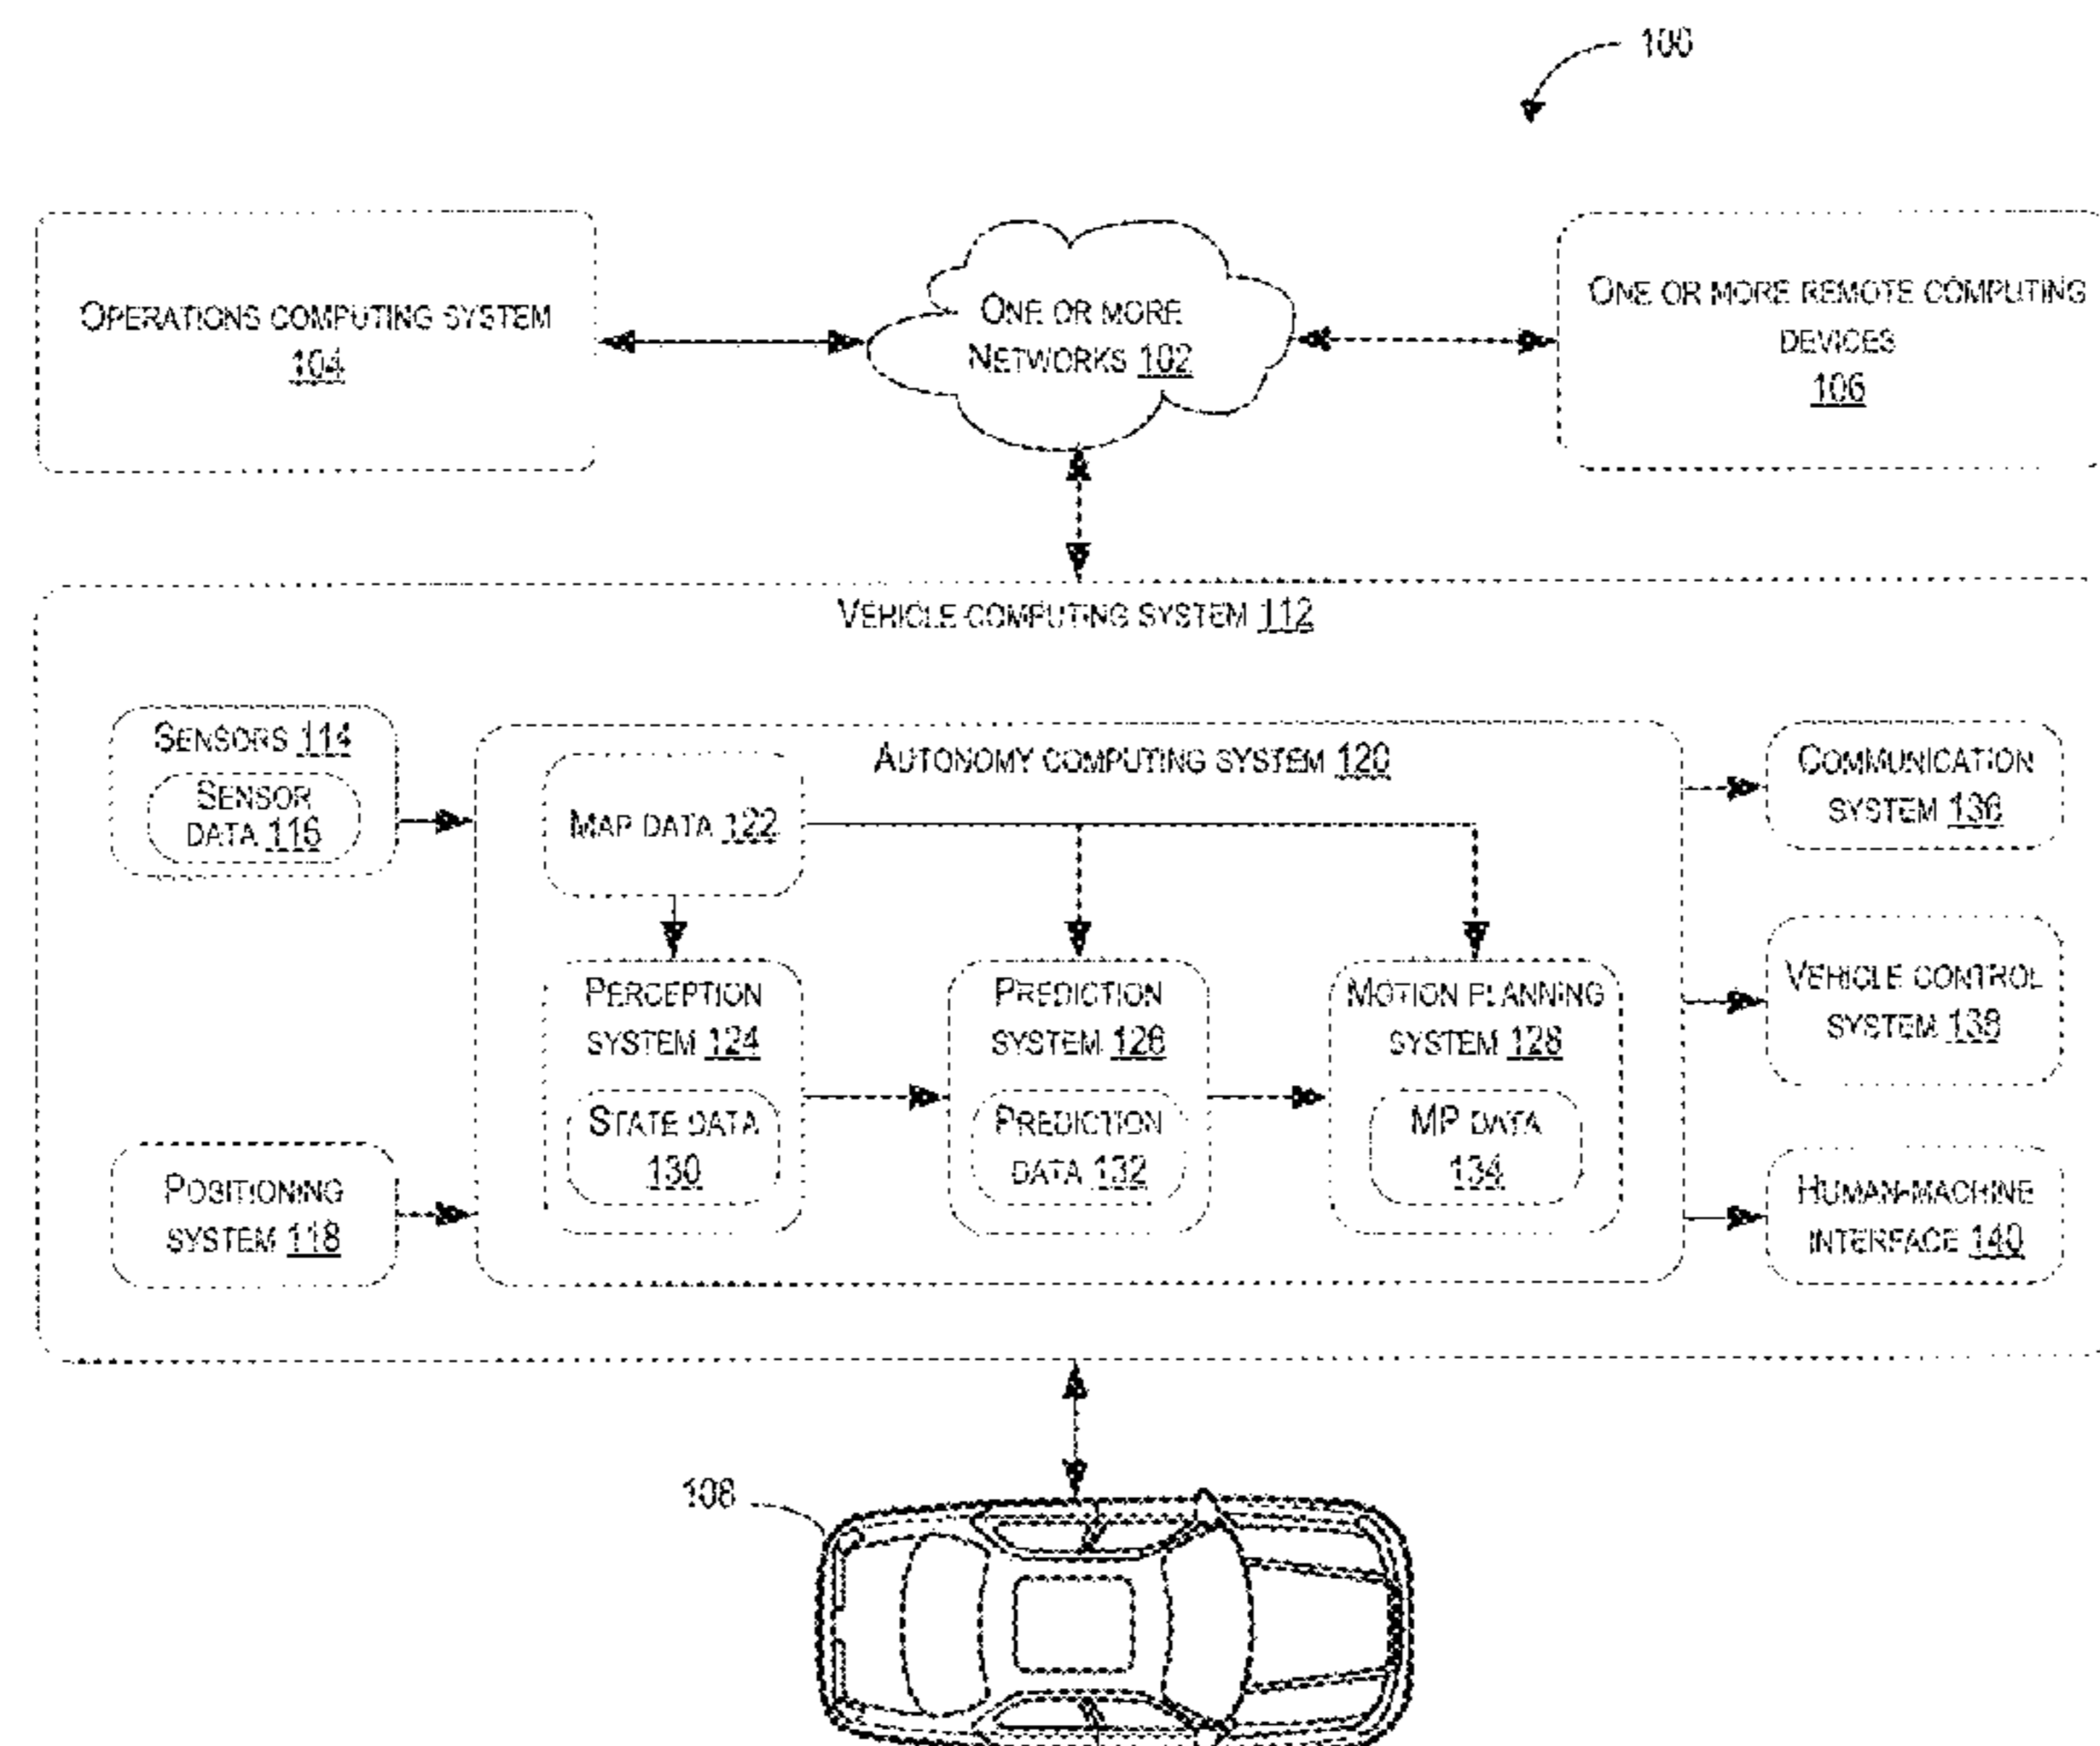 100
OPERATIONS COMPUTING SYSTEM
104
ONE OR MORE
NETWORKS 102
ONE OR MORE REMOTE COMPUTING
DEVICES
106
VEHICLE COMPUTING SYSTEM 112
SENSORS 114
SENSOR
DATA 116
AUTONOMY COMPUTING SYSTEM 120
MAP DATA 122
COMMUNICATION
SYSTEM 136
PERCEPTION
SYSTEM 124
STATE DATA
130
PREDICTION
SYSTEM 126
PREDICTION
DATA 132
MOTION PLANNING
SYSTEM 128
MP DATA
134
VEHICLE CONTROL
SYSTEM 138
POSITIONING
SYSTEM 118
HUMAN-MACHINE
INTERFACE 140
108